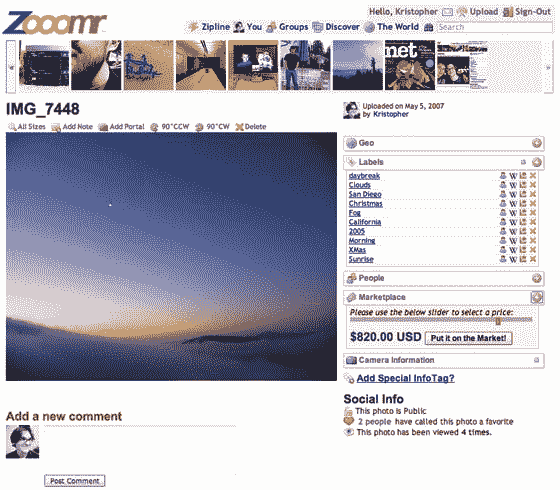 Zooomr
Hello, Kristopher Upload Sign-Out
Zipline You Groups Discover The World Search
« net »
IMG_7448
Uploaded on May 5, 2007
by Kristopher
All Sizes Add Note Add Portal 90°CCW 90°CW Delete
Geo
Labels
daybreak W
Clouds W
San Diego W
Christmas W
Fog W
California W
2005 W
Morning W
XMas W
Sunrise W
People
Marketplace
Please use the below slider to select a price:
$820.00 USD Put it on the Market!
Camera Information
Add Special InfoTag?
Social Info
This photo is Public
2 people have called this photo a favorite
This photo has been viewed 4 times.
Add a new comment
Post Comment